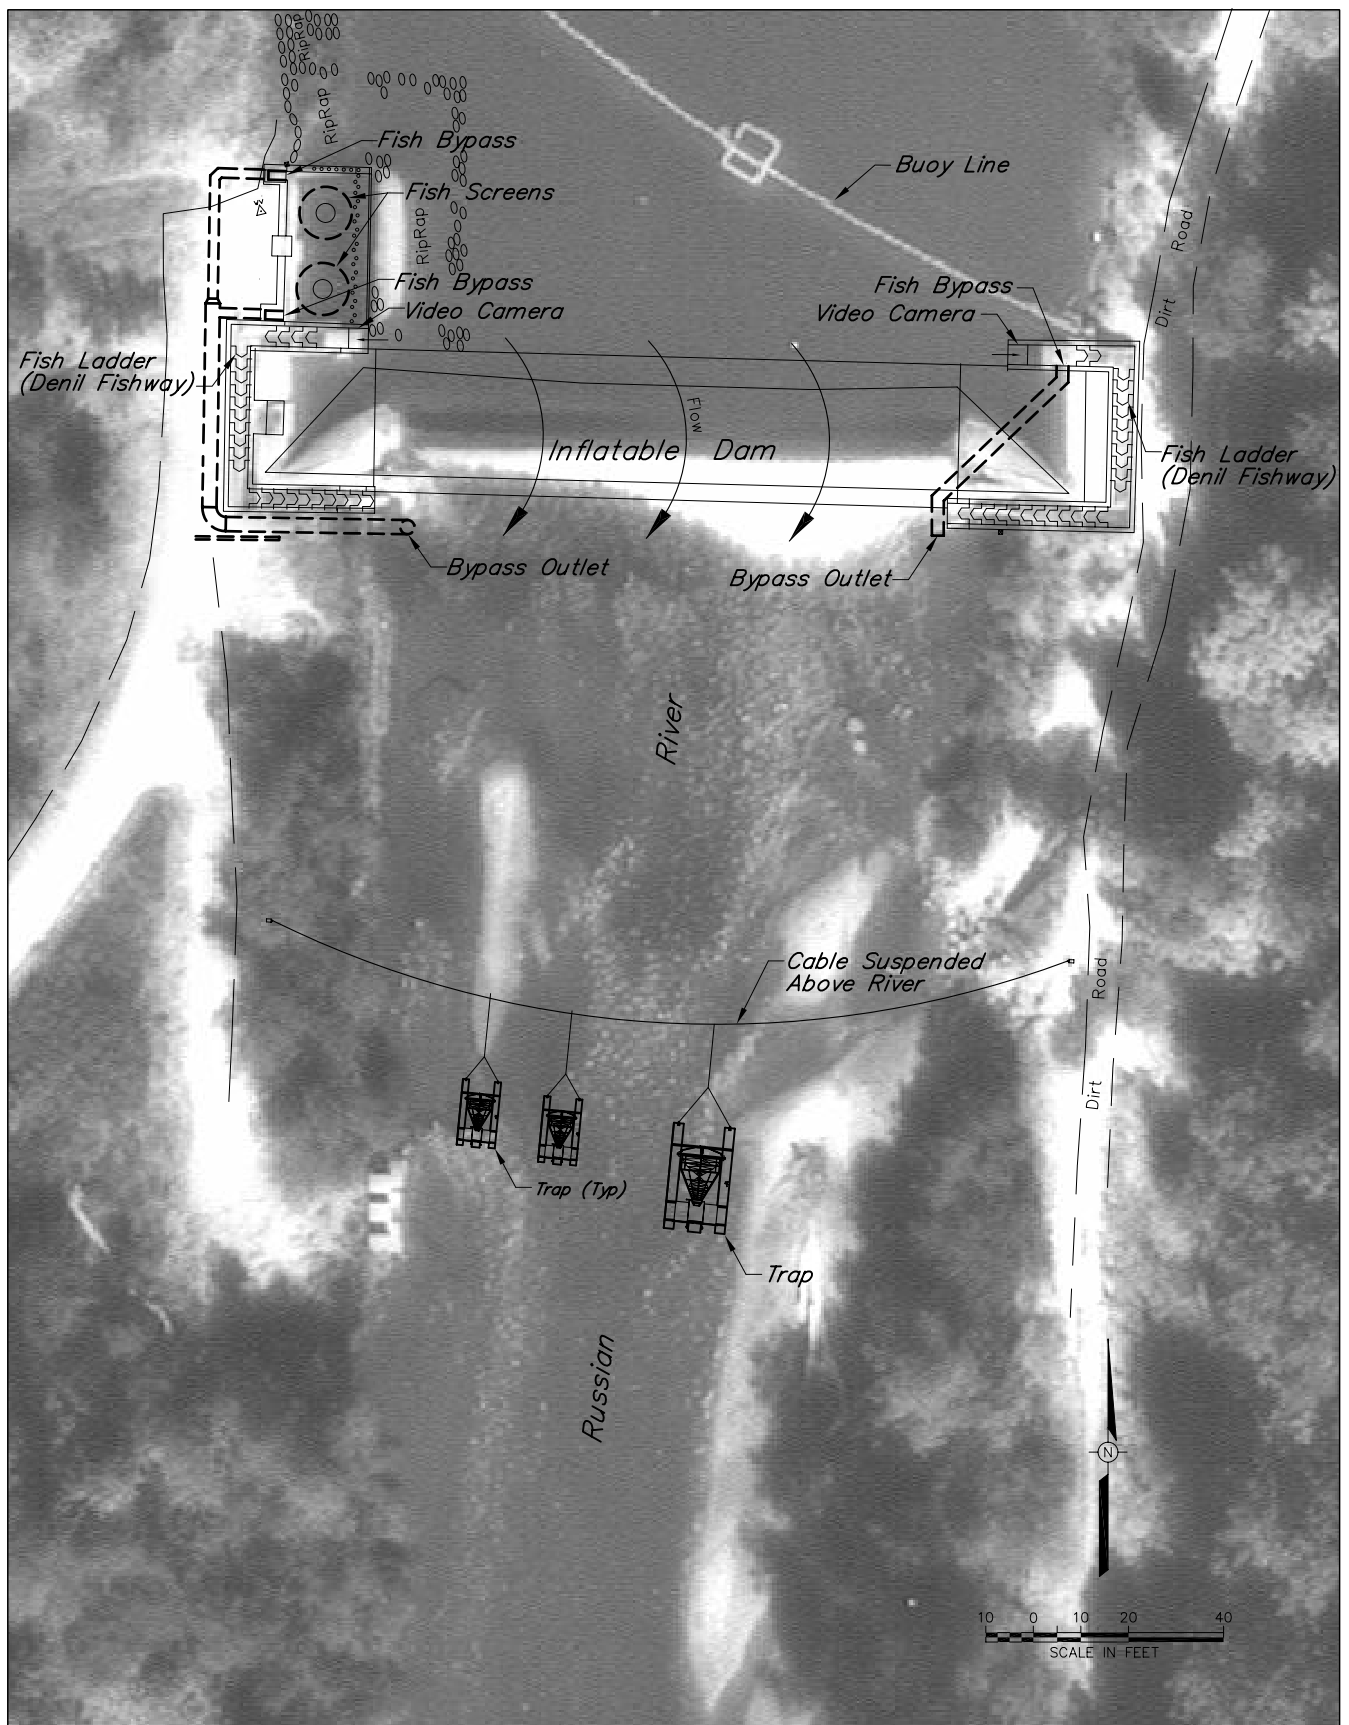 RipRap
RipRap
Fish Bypass
Buoy Line
Fish Screens
RipRap
Road
Fish Bypass
Fish Bypass
Video Camera
Video Camera
Dirt
Fish Ladder
(Denil Fishway)
Flow
Inflatable Dam
Fish Ladder
(Denil Fishway)
Bypass Outlet
Bypass Outlet
River
Cable Suspended
Above River
Road
Dirt
Trap (Typ)
Trap
Russian
N
10 0 10 20 40
SCALE IN FEET